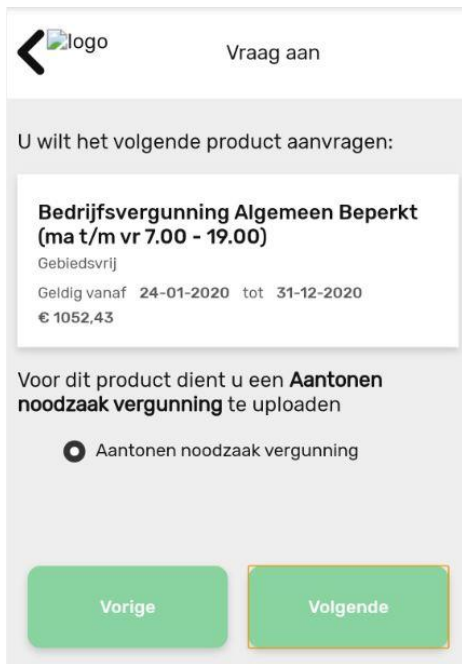 logo
Vraag aan
U wilt het volgende product aanvragen:
Bedrijfsvergunning Algemeen Beperkt
(ma t/m vr 7.00 - 19.00)
Gebiedsvrij
Geldig vanaf 24-01-2020 tot 31-12-2020
€ 1052,43
Voor dit product dient u een Aantonen
noodzaak vergunning te uploaden
Aantonen noodzaak vergunning
Vorige
Volgende